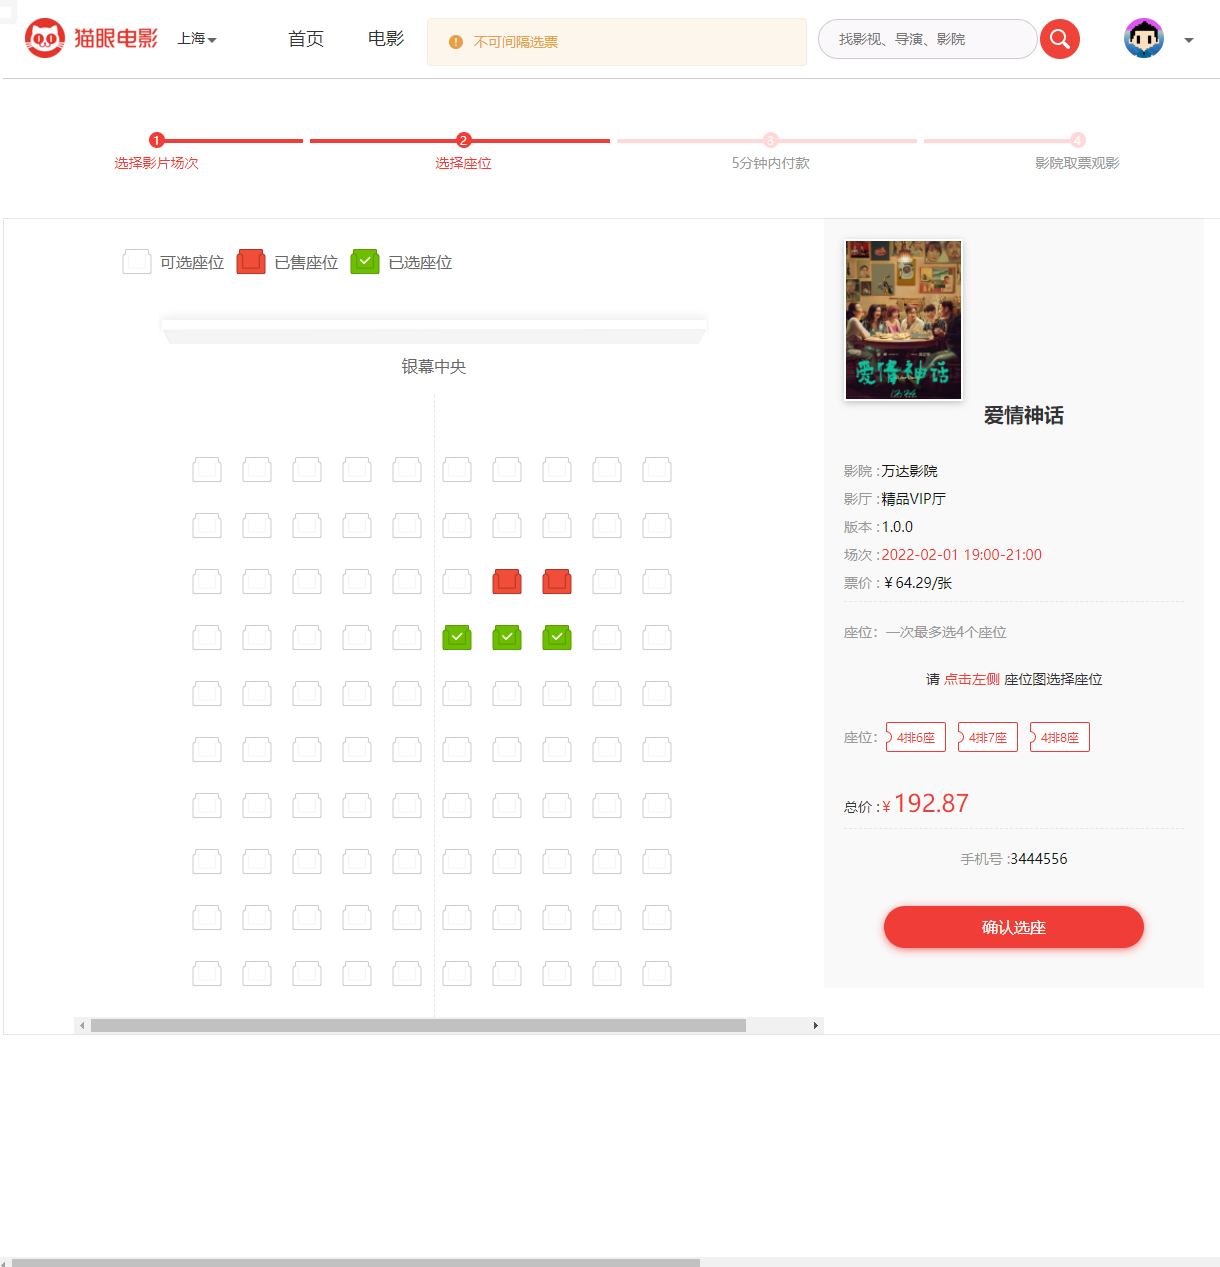 猫眼电影 上海 首页 电影 不可间隔选票 找影视、导演、影院
1 2 3 4
选择影片场次 选择座位 5分钟内付款 影院取票观影
可选座位 已售座位 已选座位
银幕中央
爱情神话
爱情神话
影院 :万达影院
影厅 :精品VIP厅
版本 :1.0.0
场次 :2022-02-01 19:00-21:00
票价 :¥64.29/张
座位：一次最多选4个座位
请 点击左侧 座位图选择座位
座位： 4排6座 4排7座 4排8座
总价 :¥ 192.87
手机号 :3444556
确认选座